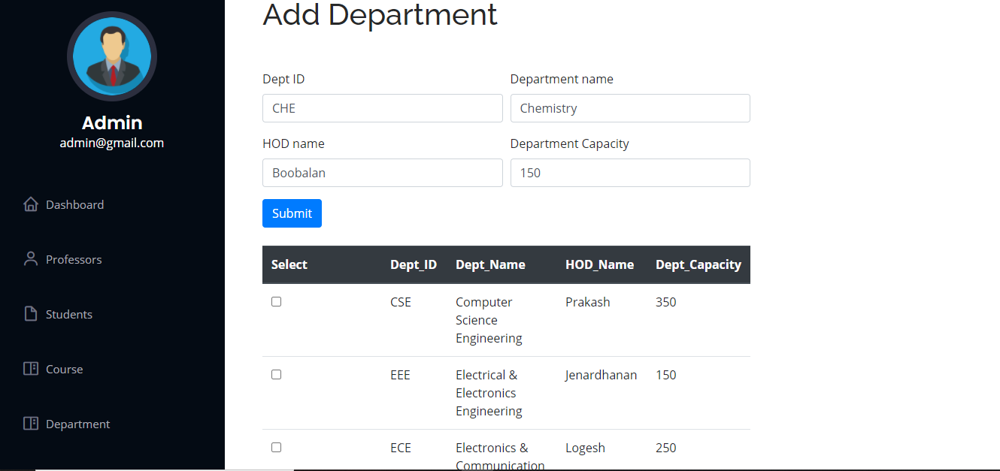 Add Department
Admin
admin@gmail.com
Dashboard
Professors
Students
Course
Department
Dept ID Department name
CHE Chemistry
HOD name Department Capacity
Boobalan 150
Submit
Select Dept_ID Dept_Name HOD_Name Dept_Capacity
CSE Computer Prakash 350
Science
Engineering
EEE Electrical & Jenardhanan 150
Electronics
Engineering
ECE Electronics & Logesh 250
Communication